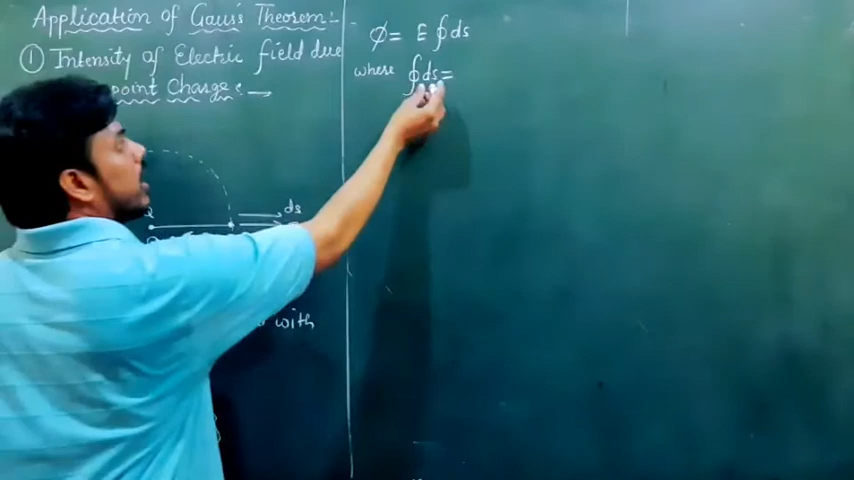 Application of Gauss Theorem:-
① Intensity of Electric field due
point Charge:→
ds
with
Ø = E ∮ds
where ∮ds =